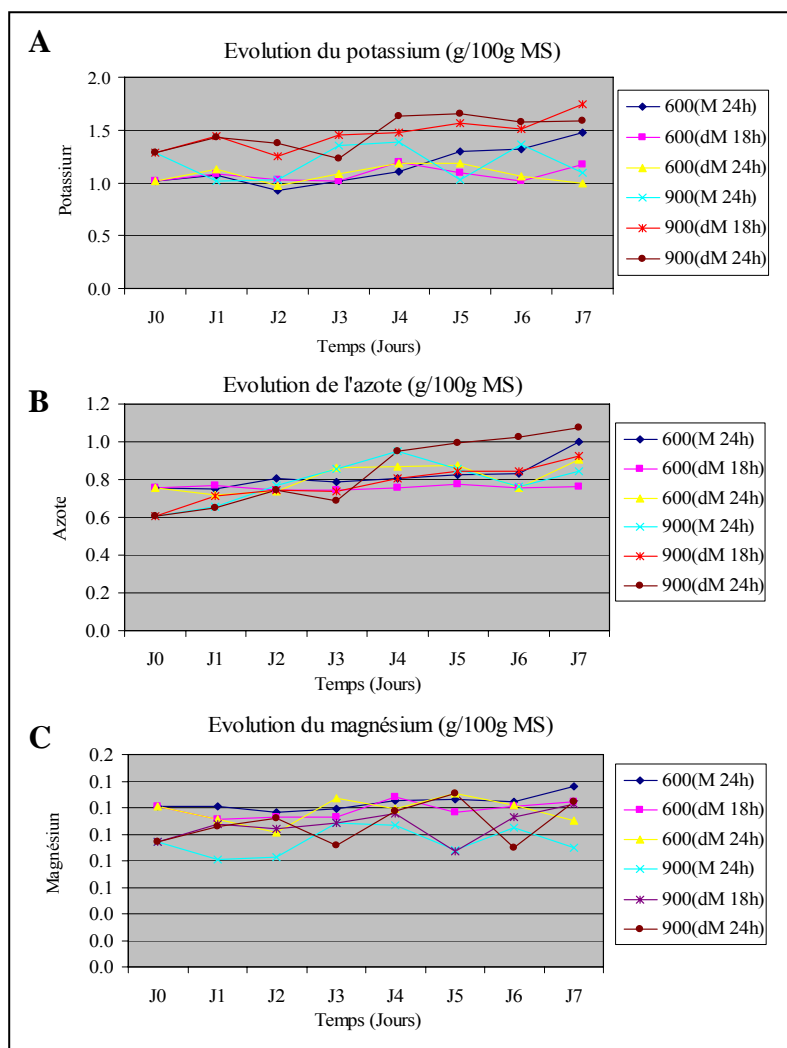 A
Evolution du potassium (g/100g MS)
2.0
1.5
1.0
0.5
0.0
Potassium
J0 J1 J2 J3 J4 J5 J6 J7
Temps (Jours)
600(M 24h)
600(dM 18h)
600(dM 24h)
900(M 24h)
900(dM 18h)
900(dM 24h)
B
Evolution de l'azote (g/100g MS)
1.2
1.0
0.8
0.6
0.4
0.2
0.0
Azote
J0 J1 J2 J3 J4 J5 J6 J7
Temps (Jours)
600(M 24h)
600(dM 18h)
600(dM 24h)
900(M 24h)
900(dM 18h)
900(dM 24h)
C
Evolution du magnésium (g/100g MS)
0.2
0.1
0.1
0.1
0.1
0.1
0.0
0.0
0.0
Magnésium
J0 J1 J2 J3 J4 J5 J6 J7
Temps (Jours)
600(M 24h)
600(dM 18h)
600(dM 24h)
900(M 24h)
900(dM 18h)
900(dM 24h)